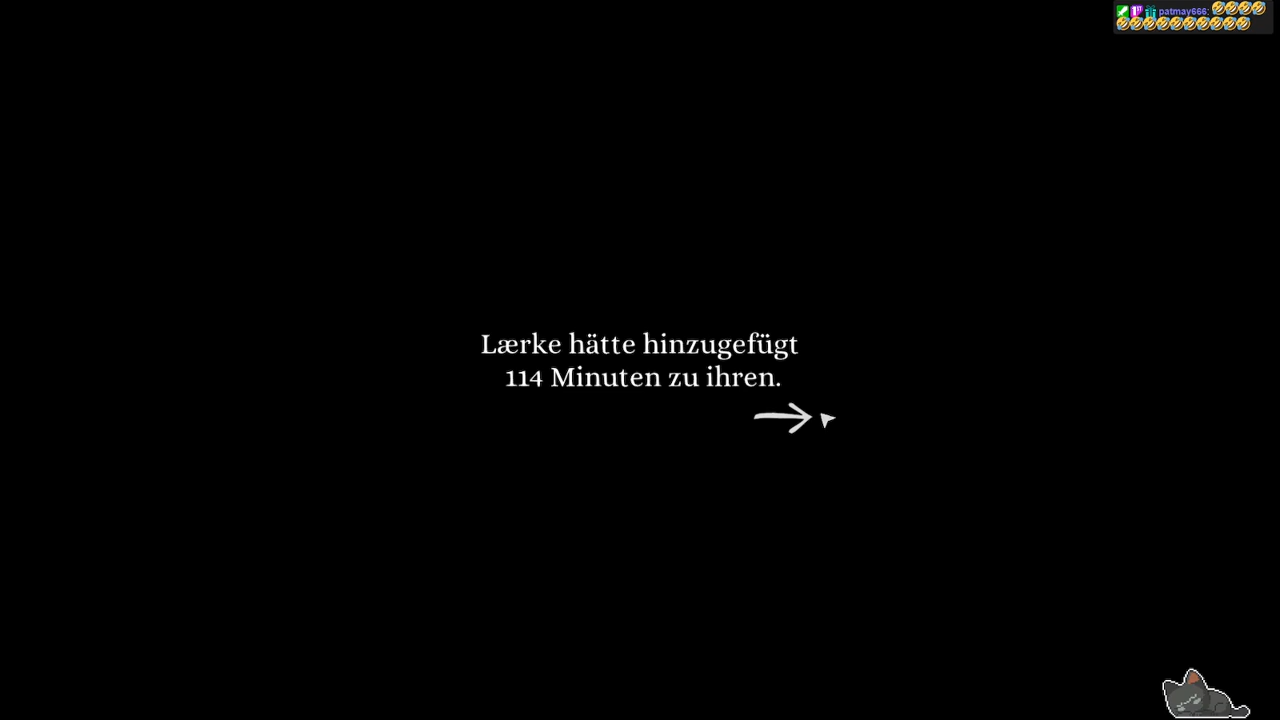 patmay666: 🤣🤣🤣🤣
🤣🤣🤣🤣🤣🤣🤣🤣🤣🤣
Lærke hätte hinzugefügt
114 Minuten zu ihren.